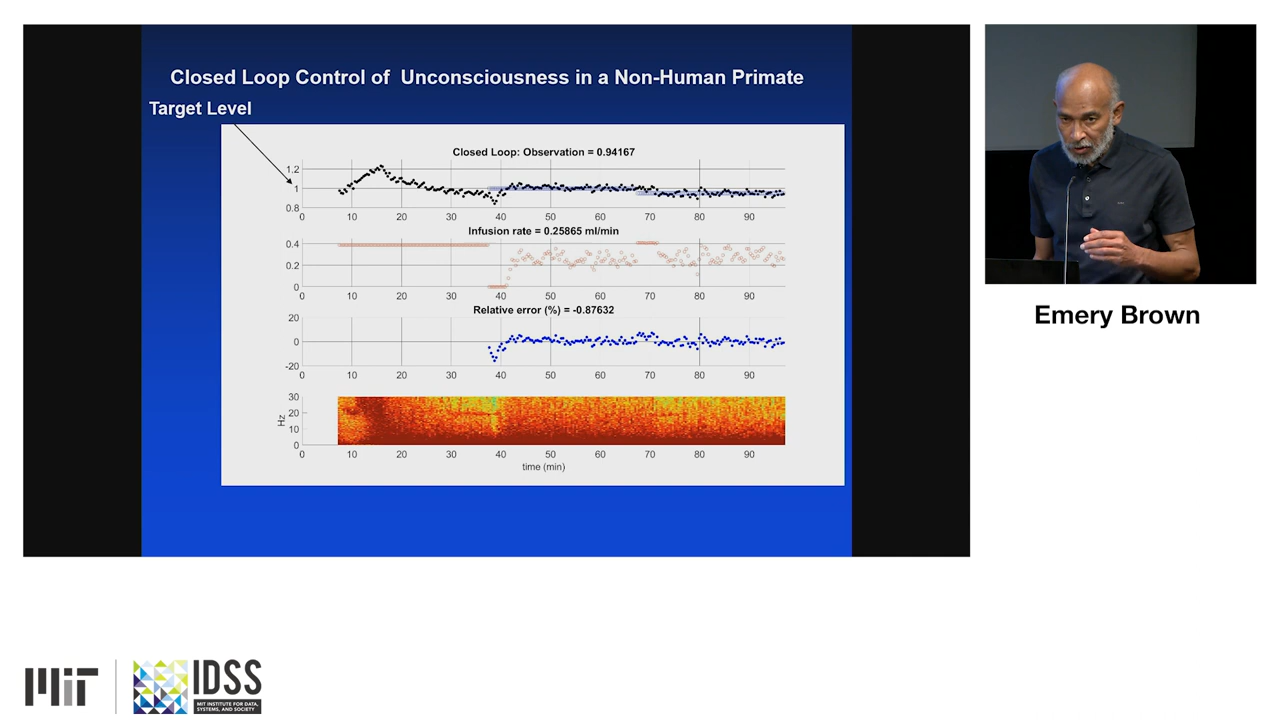 Closed Loop Control of Unconsciousness in a Non-Human Primate
Target Level
Closed Loop: Observation = 0.94167
1.2
1
0.8
0 10 20 30 40 50 60 70 80 90
Infusion rate = 0.25865 ml/min
0.4
0.2
0
0 10 20 30 40 50 60 70 80 90
Relative error (%) = -0.87632
20
0
-20
0 10 20 30 40 50 60 70 80 90
30
20
10
0
Hz
0 10 20 30 40 50 60 70 80 90
time (min)
Emery Brown
MIT
IDSS
MIT INSTITUTE FOR DATA,
SYSTEMS, AND SOCIETY